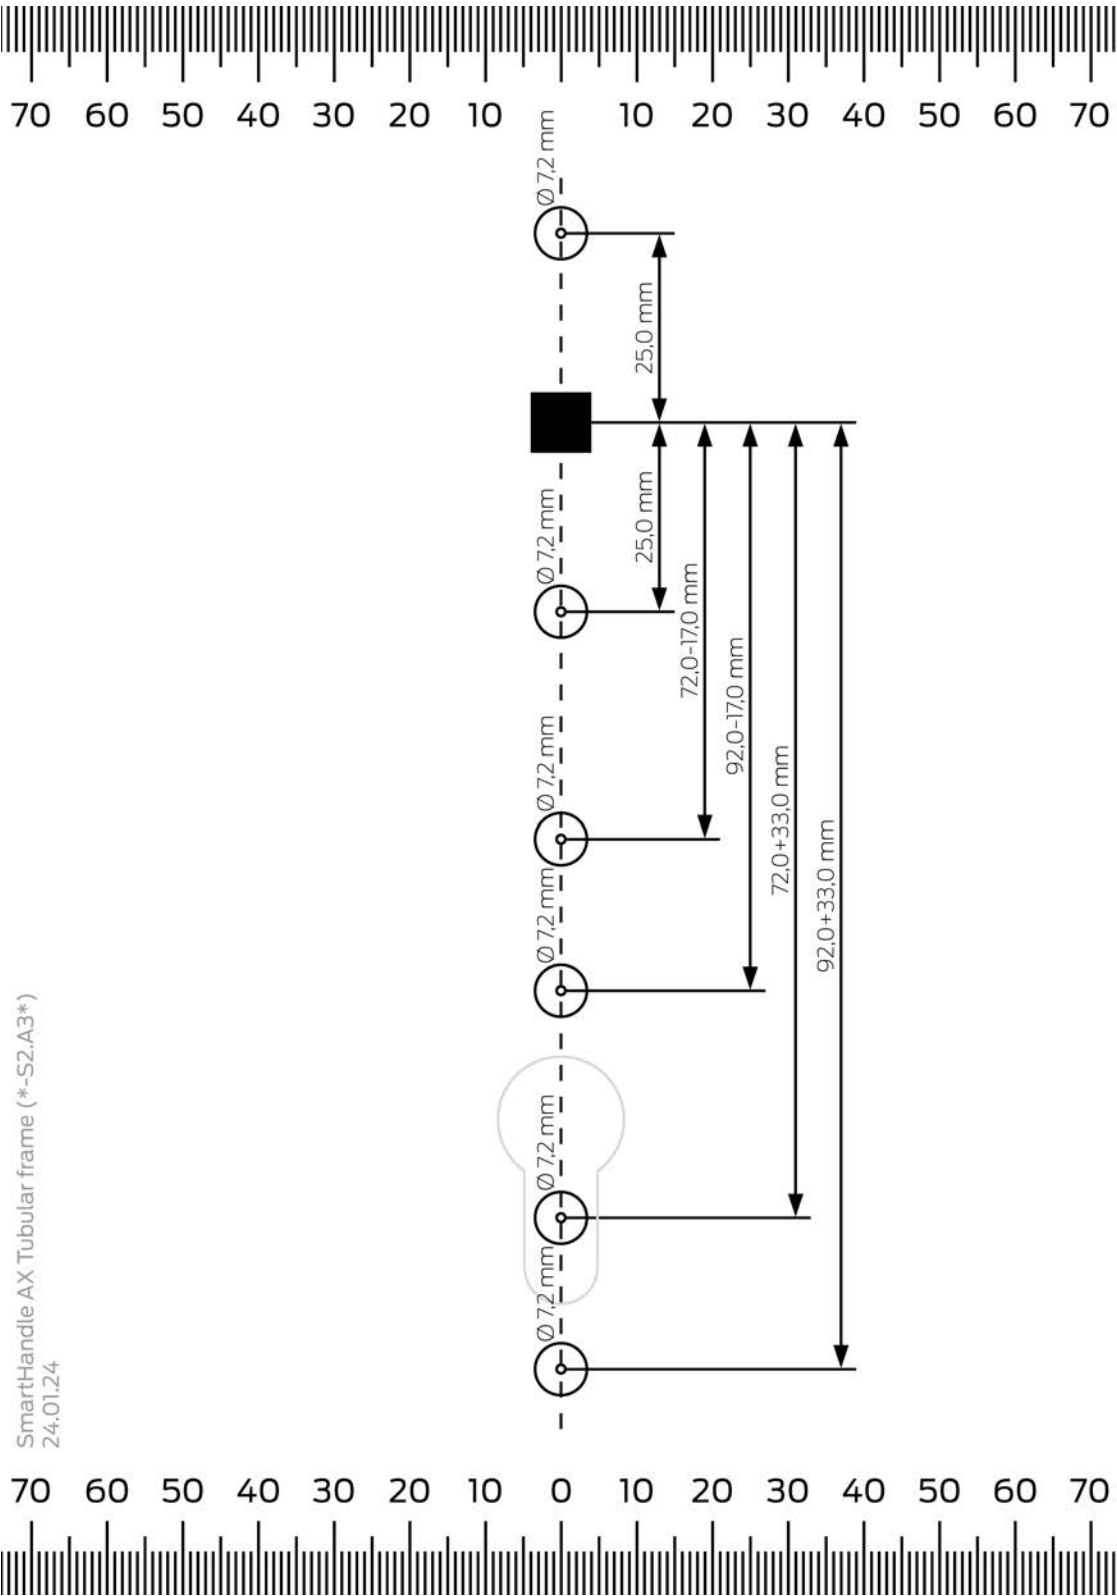 70 60 50 40 30 20 10 10 20 30 40 50 60 70
Ø 7,2 mm
25,0 mm
Ø 7,2 mm
25,0 mm
72,0-17,0 mm
92,0-17,0 mm
Ø 7,2 mm
72,0+33,0 mm
92,0+33,0 mm
Ø 7,2 mm
Ø 7,2 mm
Ø 7,2 mm
SmartHandle AX Tubular frame (*-S2.A3*)
24.01.24
70 60 50 40 30 20 10 0 10 20 30 40 50 60 70